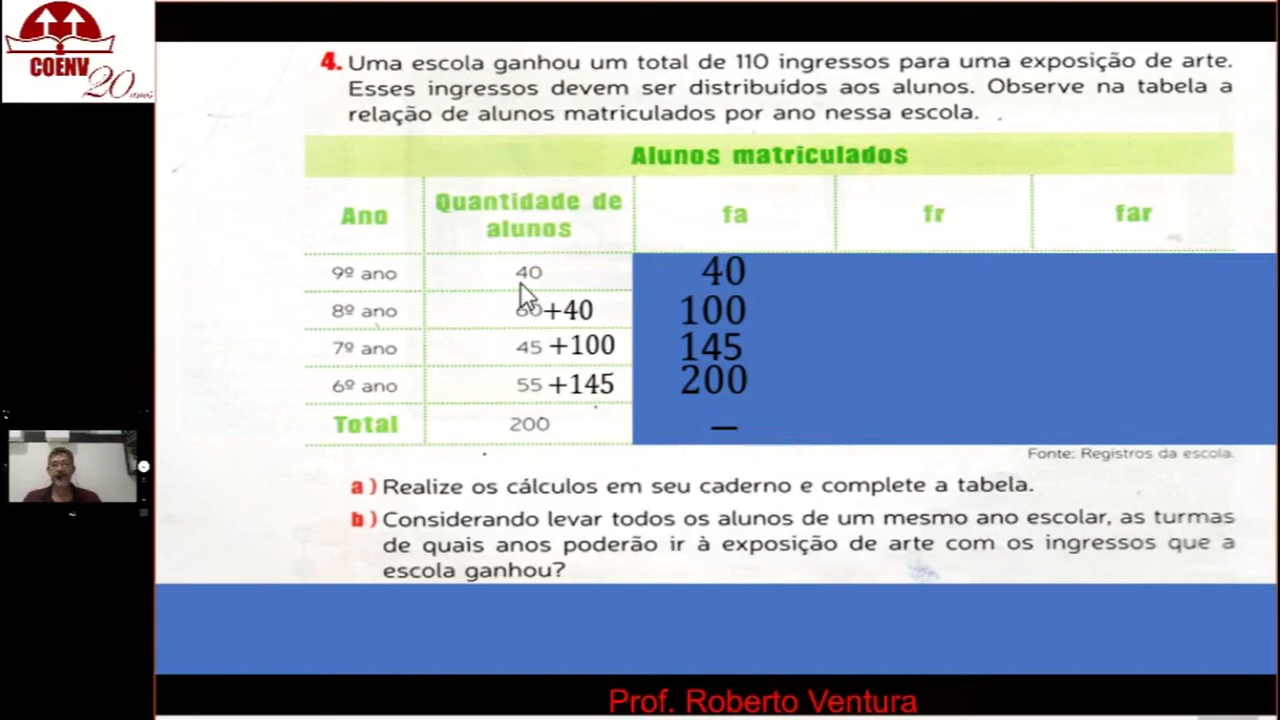 COENV
20 anos
4. Uma escola ganhou um total de 110 ingressos para uma exposição de arte.
Esses ingressos devem ser distribuídos aos alunos. Observe na tabela a
relação de alunos matriculados por ano nessa escola.
Alunos matriculados
Ano Quantidade de alunos fa fr far
9º ano 40 40
8º ano 60+40 100
7º ano 45 +100 145
6º ano 55 +145 200
Total 200 —
Fonte: Registros da escola.
a) Realize os cálculos em seu caderno e complete a tabela.
b) Considerando levar todos os alunos de um mesmo ano escolar, as turmas
de quais anos poderão ir à exposição de arte com os ingressos que a
escola ganhou?
Prof. Roberto Ventura